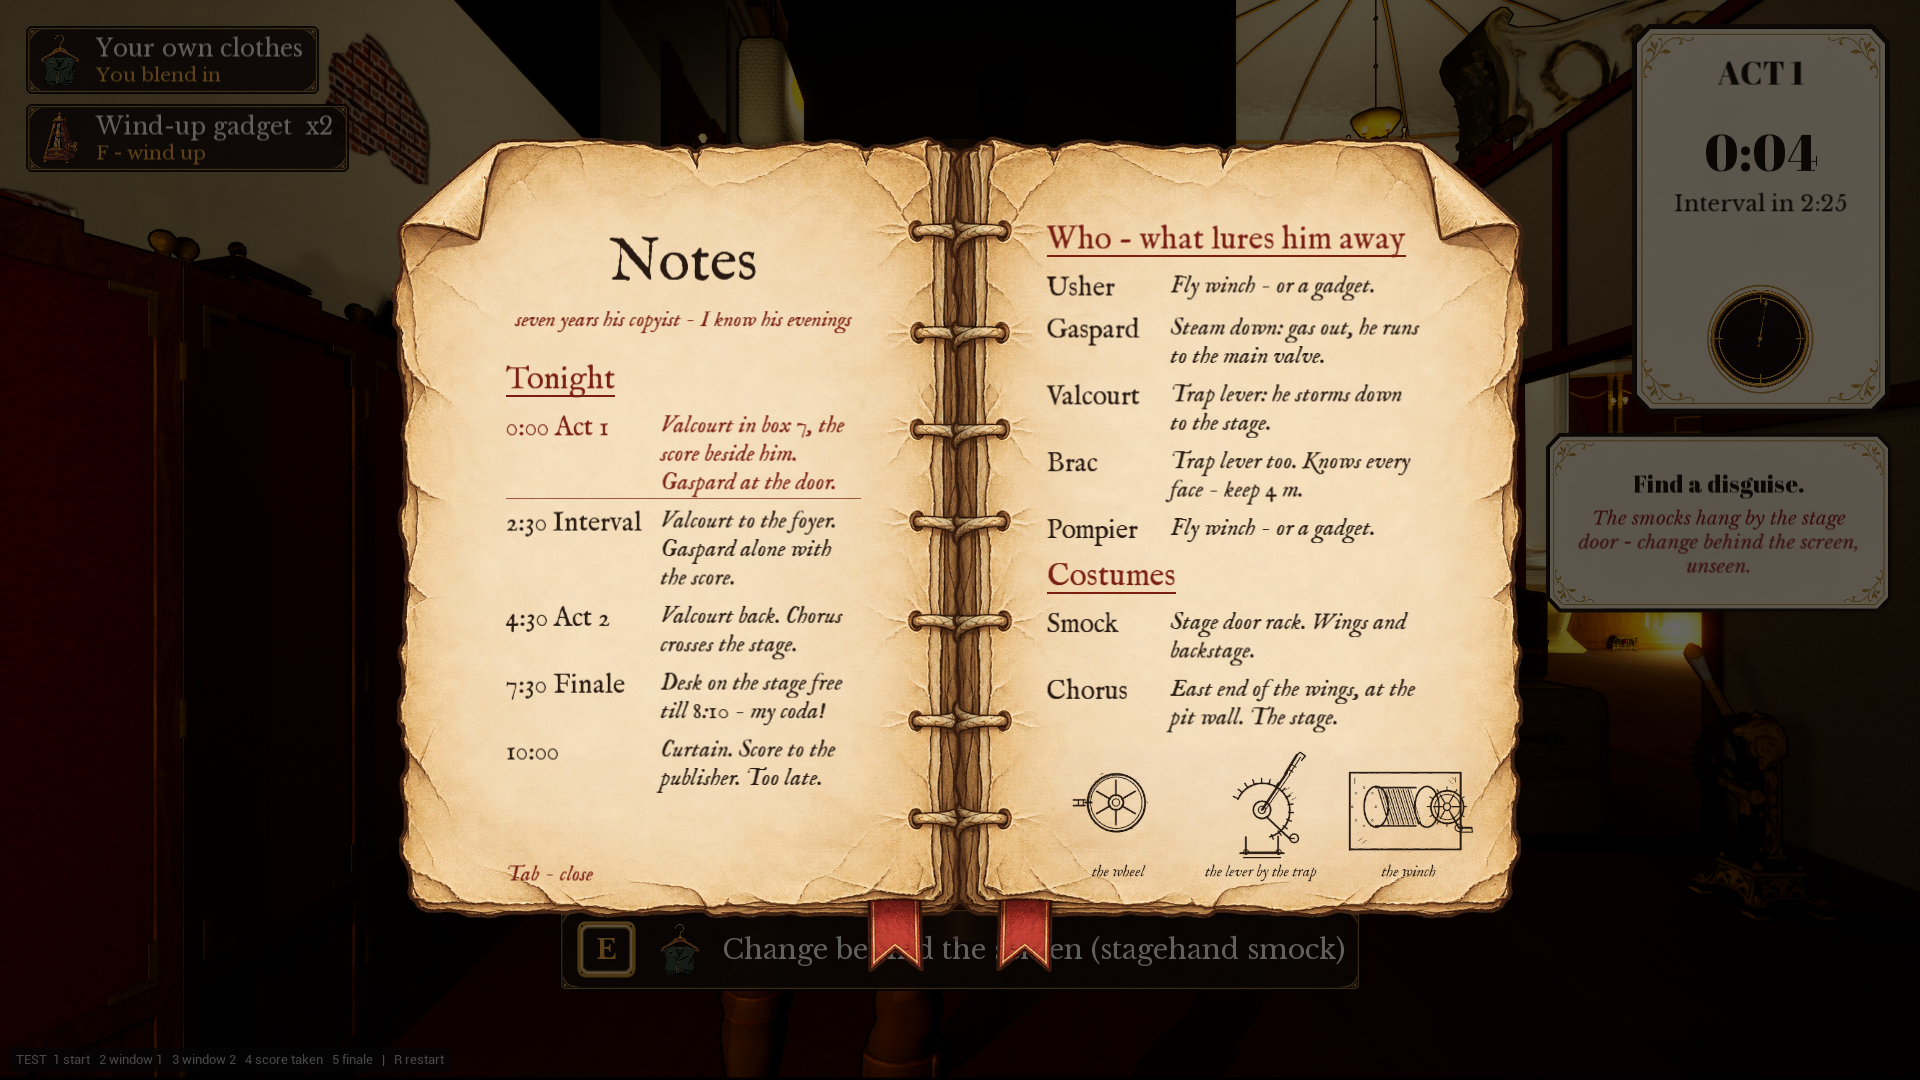 Your own clothes
You blend in
Wind-up gadget x2
F - wind up
ACT 1
0:04
Interval in 2:25
Find a disguise.
The smocks hang by the stage
door - change behind the screen,
unseen.
Notes
seven years his copyist - I know his evenings
Tonight
0:00 Act 1 Valcourt in box 7, the
score beside him.
Gaspard at the door.
2:30 Interval Valcourt to the foyer.
Gaspard alone with
the score.
4:30 Act 2 Valcourt back. Chorus
crosses the stage.
7:30 Finale Desk on the stage free
till 8:10 - my coda!
10:00 Curtain. Score to the
publisher. Too late.
Tab - close
Who - what lures him away
Usher Fly winch - or a gadget.
Gaspard Steam down: gas out, he runs
to the main valve.
Valcourt Trap lever: he storms down
to the stage.
Brac Trap lever too. Knows every
face - keep 4 m.
Pompier Fly winch - or a gadget.
Costumes
Smock Stage door rack. Wings and
backstage.
Chorus East end of the wings, at the
pit wall. The stage.
the wheel the lever by the trap the winch
E Change the (stagehand smock)
TEST 1 start 2 window 1 3 window 2 4 score taken 5 finale | R restart